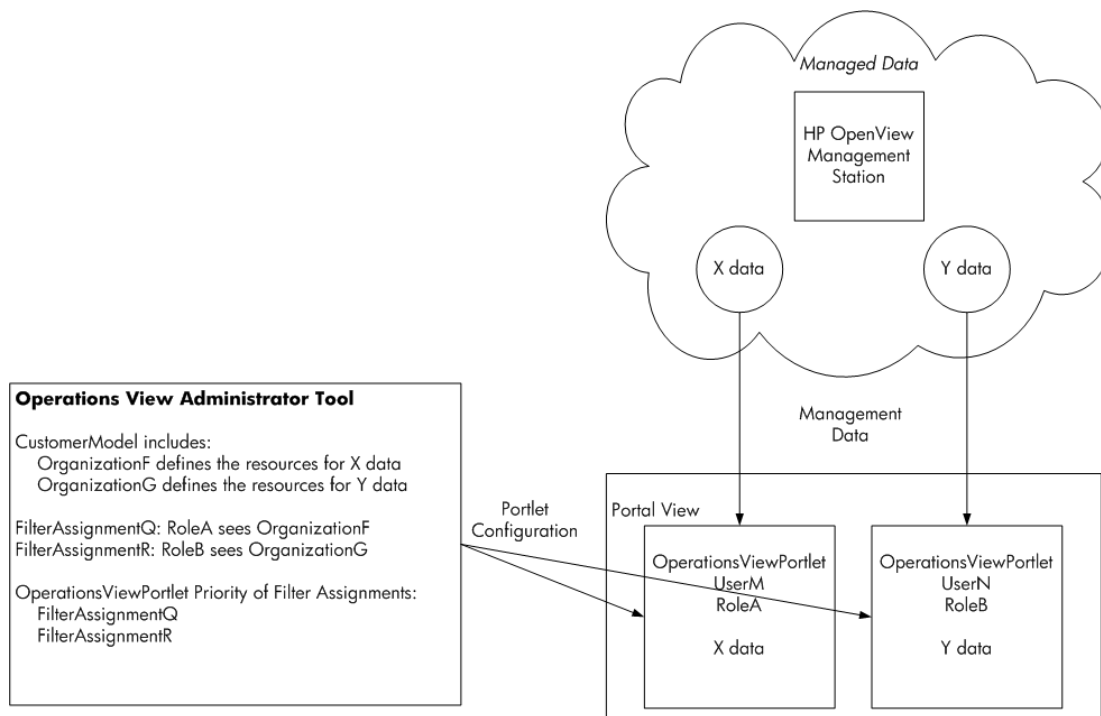 Managed Data
HP OpenView
Management
Station
X data
Y data
Management
Data
Operations View Administrator Tool
CustomerModel includes:
OrganizationF defines the resources for X data
OrganizationG defines the resources for Y data
FilterAssignmentQ: RoleA sees OrganizationF
FilterAssignmentR: RoleB sees OrganizationG
OperationsViewPortlet Priority of Filter Assignments:
FilterAssignmentQ
FilterAssignmentR
Portlet
Configuration
Portal View
OperationsViewPortlet
UserM
RoleA
X data
OperationsViewPortlet
UserN
RoleB
Y data